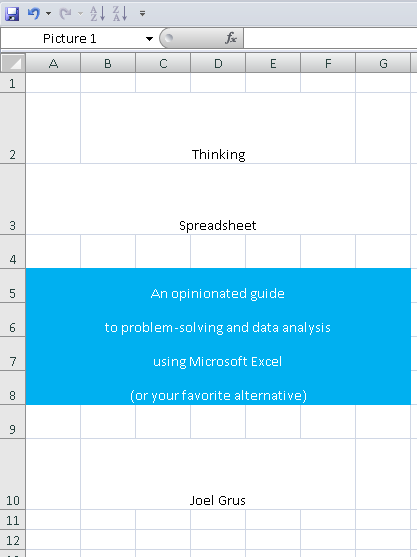 Picture 1
fx
A B C D E F G
1
2 Thinking
3 Spreadsheet
4
5 An opinionated guide
6 to problem-solving and data analysis
7 using Microsoft Excel
8 (or your favorite alternative)
9
10 Joel Grus
11
12